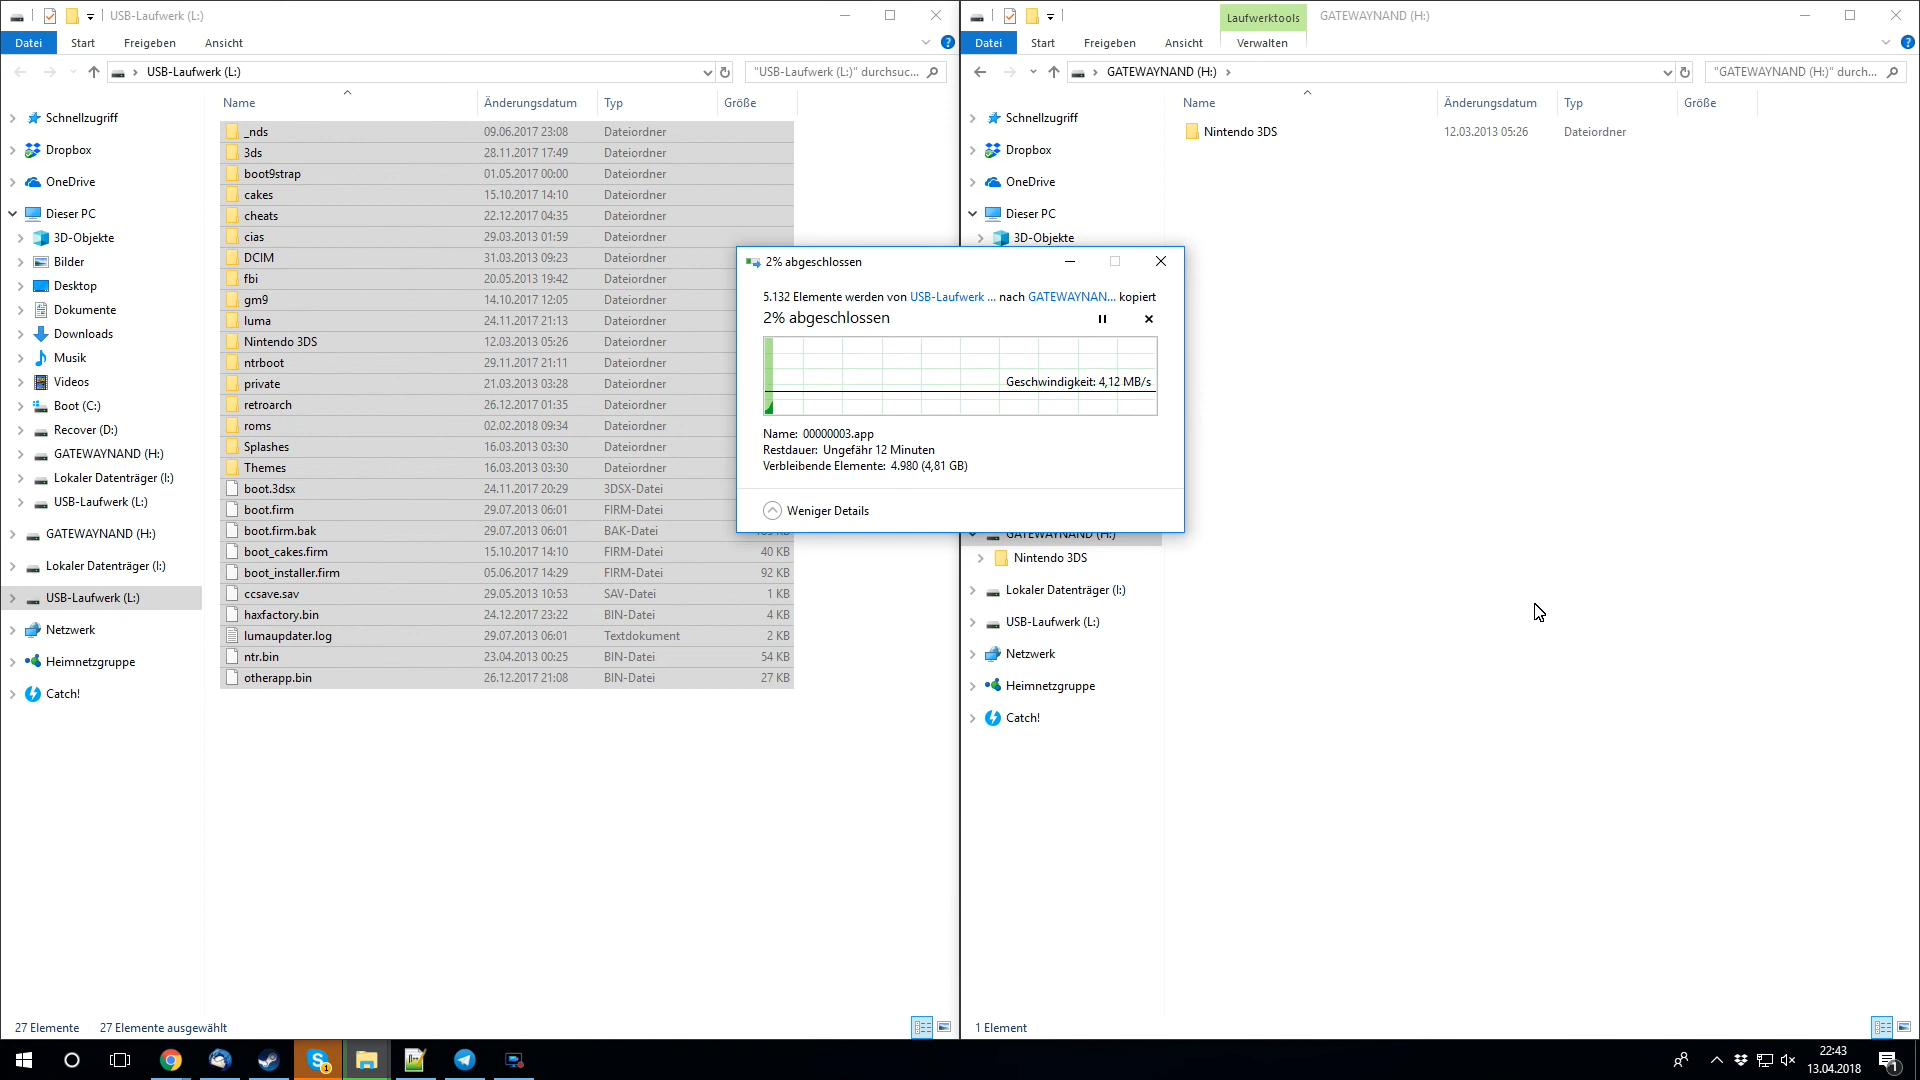 USB-Laufwerk (L:)
Datei Start Freigeben Ansicht
USB-Laufwerk (L:) "USB-Laufwerk (L:)" durchsuc...
Name Änderungsdatum Typ Größe
Schnellzugriff
Dropbox
OneDrive
Dieser PC
3D-Objekte
Bilder
Desktop
Dokumente
Downloads
Musik
Videos
Boot (C:)
Recover (D:)
GATEWAYNAND (H:)
Lokaler Datenträger (I:)
USB-Laufwerk (L:)
GATEWAYNAND (H:)
Lokaler Datenträger (I:)
USB-Laufwerk (L:)
Netzwerk
Heimnetzgruppe
Catch!
_nds 09.06.2017 23:08 Dateiordner
3ds 28.11.2017 17:49 Dateiordner
boot9strap 01.05.2017 00:00 Dateiordner
cakes 15.10.2017 14:10 Dateiordner
cheats 22.12.2017 04:35 Dateiordner
cias 29.03.2013 01:59 Dateiordner
DCIM 31.03.2013 09:23 Dateiordner
fbi 20.05.2013 19:42 Dateiordner
gm9 14.10.2017 12:05 Dateiordner
luma 24.11.2017 21:13 Dateiordner
Nintendo 3DS 12.03.2013 05:26 Dateiordner
ntrboot 29.11.2017 21:11 Dateiordner
private 21.03.2013 03:28 Dateiordner
retroarch 26.12.2017 01:35 Dateiordner
roms 02.02.2018 09:34 Dateiordner
Splashes 16.03.2013 03:30 Dateiordner
Themes 16.03.2013 03:30 Dateiordner
boot.3dsx 24.11.2017 20:29 3DSX-Datei
boot.firm 29.07.2013 06:01 FIRM-Datei
boot.firm.bak 29.07.2013 06:01 BAK-Datei
boot_cakes.firm 15.10.2017 14:10 FIRM-Datei 40 KB
boot_installer.firm 05.06.2017 14:29 FIRM-Datei 92 KB
ccsave.sav 29.05.2013 10:53 SAV-Datei 1 KB
haxfactory.bin 24.12.2017 23:22 BIN-Datei 4 KB
lumaupdater.log 29.07.2013 06:01 Textdokument 2 KB
ntr.bin 23.04.2013 00:25 BIN-Datei 54 KB
otherapp.bin 26.12.2017 21:08 BIN-Datei 27 KB
27 Elemente 27 Elemente ausgewählt
2% abgeschlossen
5.132 Elemente werden von USB-Laufwerk ... nach GATEWAYNAN... kopiert
2% abgeschlossen
Geschwindigkeit: 4,12 MB/s
Name: 00000003.app
Restdauer: Ungefähr 12 Minuten
Verbleibende Elemente: 4.980 (4,81 GB)
Weniger Details
Laufwerktools GATEWAYNAND (H:)
Datei Start Freigeben Ansicht Verwalten
GATEWAYNAND (H:) "GATEWAYNAND (H:)" durch...
Name Änderungsdatum Typ Größe
Nintendo 3DS 12.03.2013 05:26 Dateiordner
Schnellzugriff
Dropbox
OneDrive
Dieser PC
3D-Objekte
GATEWAYNAND (H:)
Nintendo 3DS
Lokaler Datenträger (I:)
USB-Laufwerk (L:)
Netzwerk
Heimnetzgruppe
Catch!
1 Element
22:43
13.04.2018